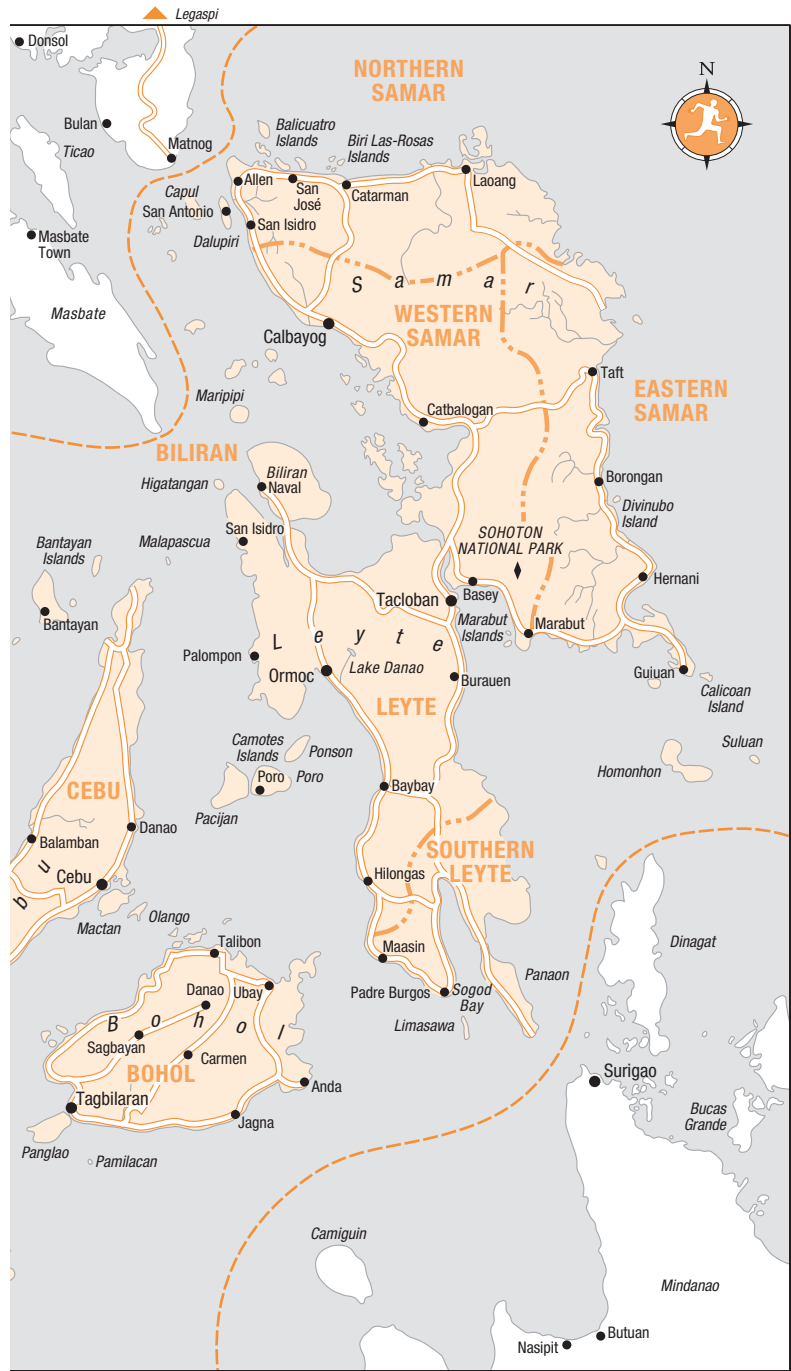 Legaspi
Donsol
NORTHERN
SAMAR
N
Bulan
Ticao
Matnog
Balicuatro
Islands
Biri Las-Rosas
Islands
Allen
San
José
Catarman
Laoang
Capul
San Antonio
San Isidro
Dalupiri
Masbate
Town
Masbate
Samar
WESTERN
SAMAR
Calbayog
Taft
EASTERN
SAMAR
Maripipi
Catbalogan
BILIRAN
Biliran
Naval
Higatangan
Borongan
Divinubo
Island
San Isidro
SOHOTON
NATIONAL PARK
Bantayan
Islands
Malapascua
Hernani
Basey
Tacloban
Bantayan
Marabut
Islands
Marabut
Leyte
Palompon
Lake Danao
Ormoc
Burauen
Guiuan
Calicoan
Island
LEYTE
Suluan
Camotes
Islands
Ponson
Homonhon
Poro
Poro
CEBU
Baybay
Pacijan
Danao
Balamban
SOUTHERN
LEYTE
bu
Cebu
Hilongas
Mactan
Olango
Talibon
Dinagat
Maasin
Panaon
Danao
Ubay
Padre Burgos
Sogod
Bay
Bohol
Limasawa
Sagbayan
Carmen
BOHOL
Surigao
Anda
Tagbilaran
Jagna
Bucas
Grande
Panglao
Pamilacan
Camiguin
Mindanao
Butuan
Nasipit